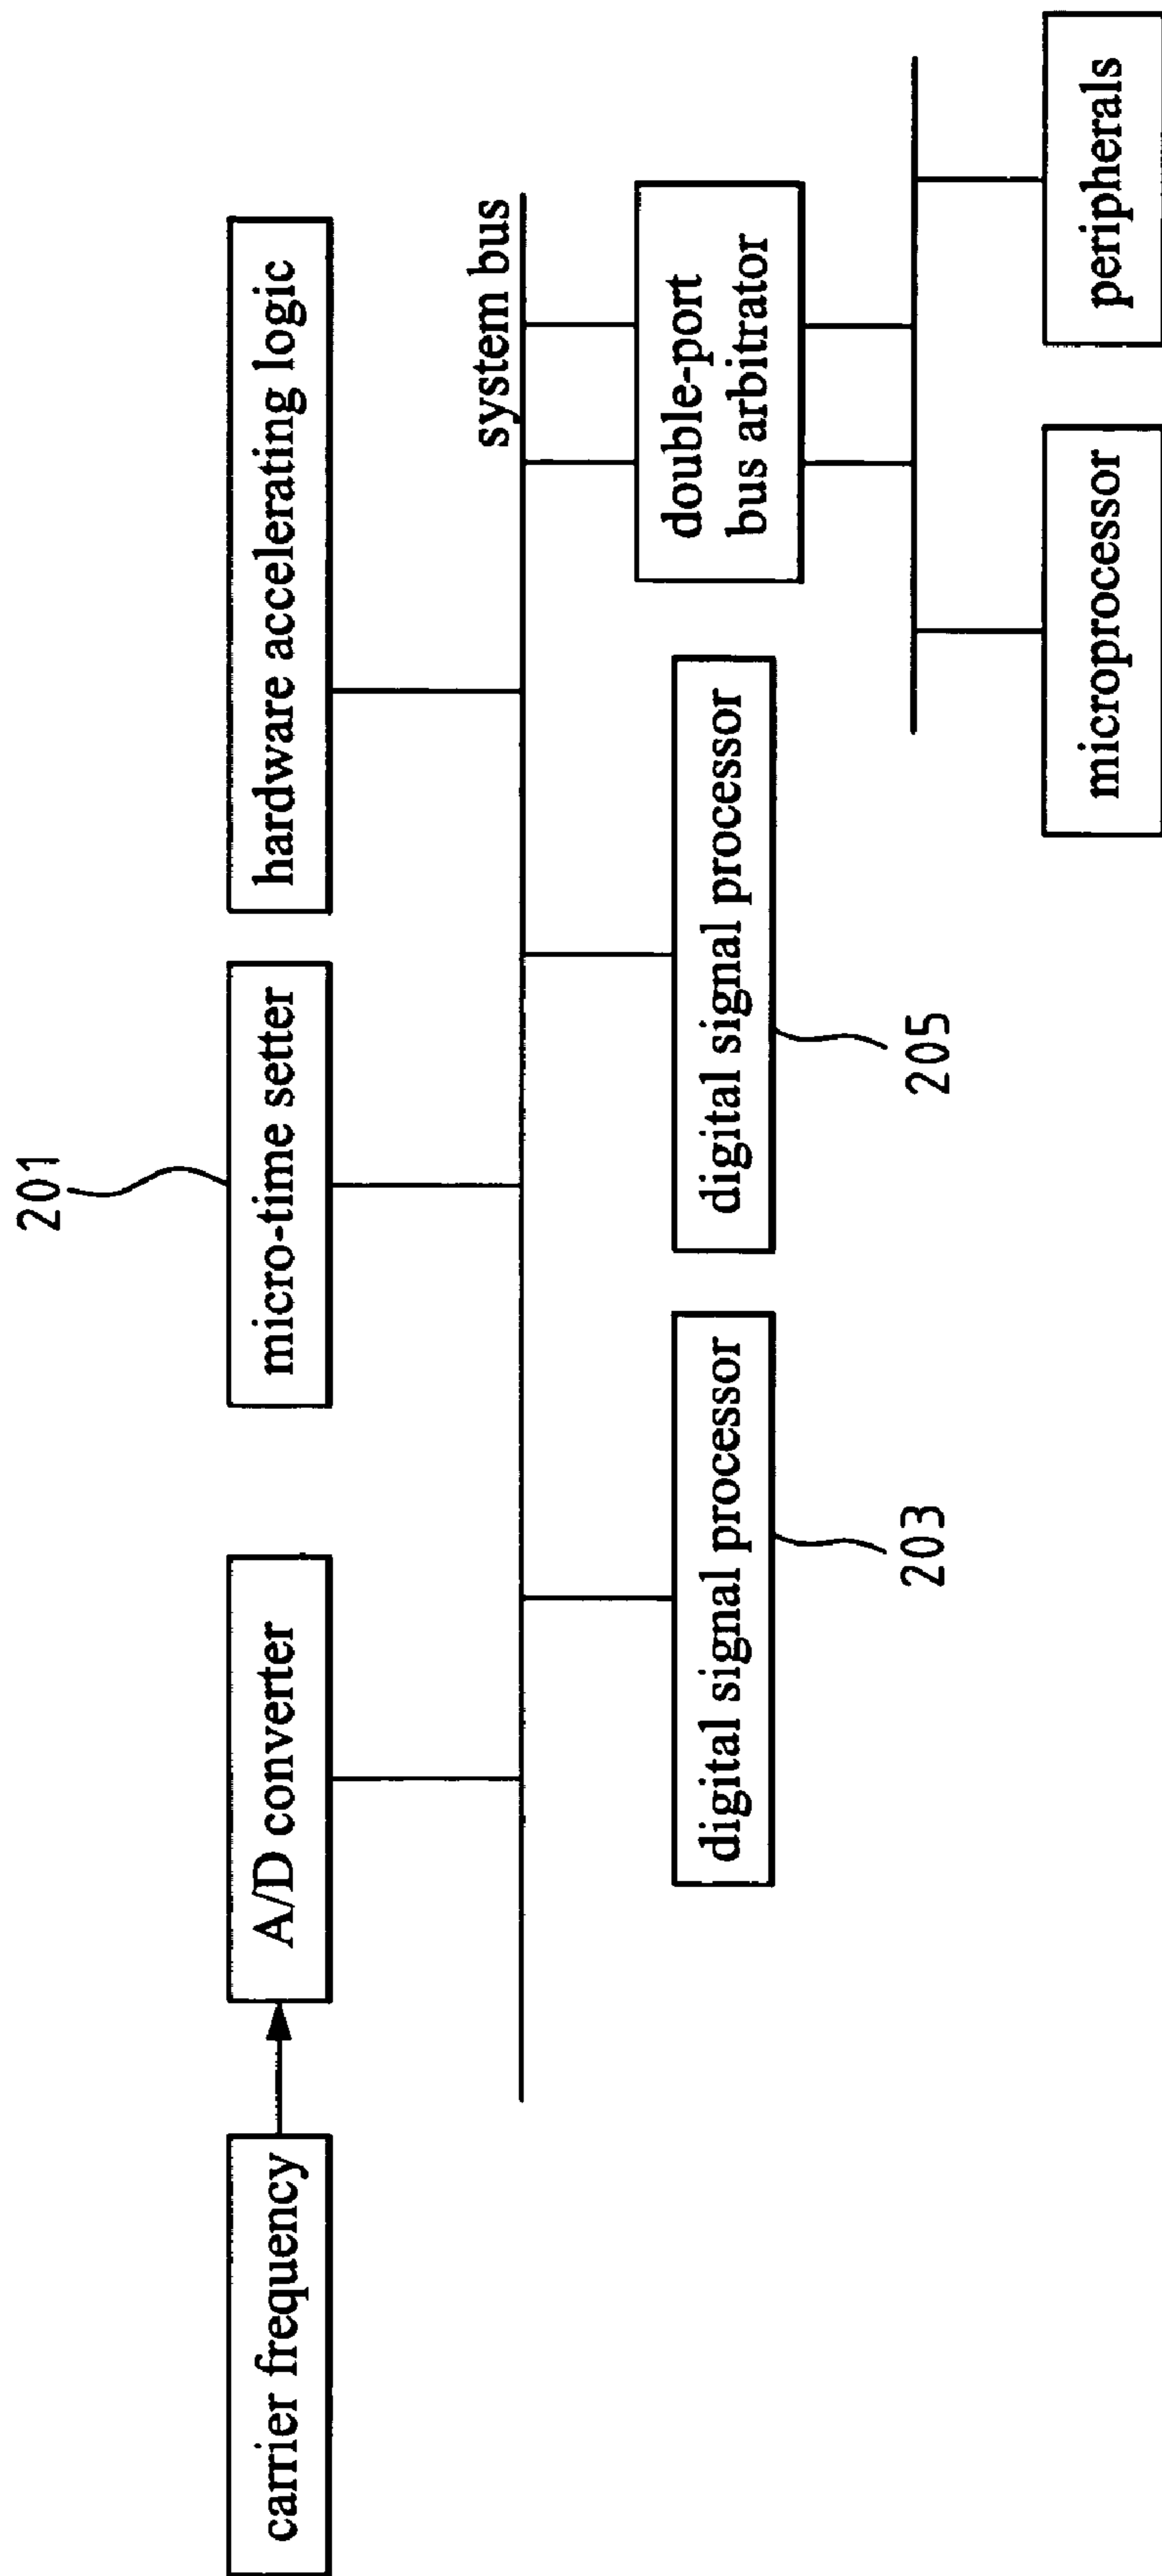 201
carrier frequency
A/D converter
micro-time setter
hardware accelerating logic
system bus
digital signal processor
digital signal processor
double-port
bus arbitrator
203
205
microprocessor
peripherals